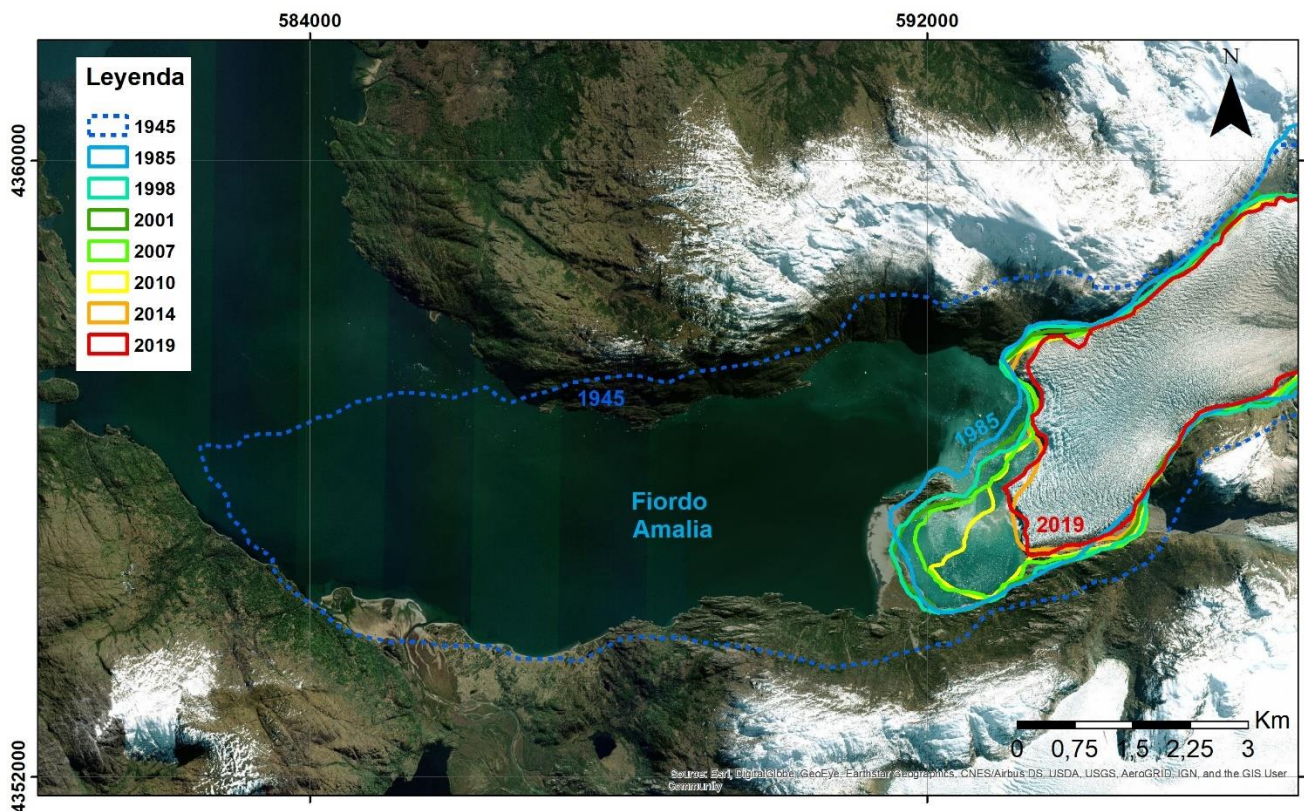 584000
592000
Leyenda
1945
1985
1998
2001
2007
2010
2014
2019
N
4360000
4352000
1945
1985
Fiordo
Amalia
2019
Km
0 0,75 1,5 2,25 3
Source: Esri, DigitalGlobe, GeoEye, Earthstar Geographics, CNES/Airbus DS, USDA, USGS, AeroGRID, IGN, and the GIS User
Community